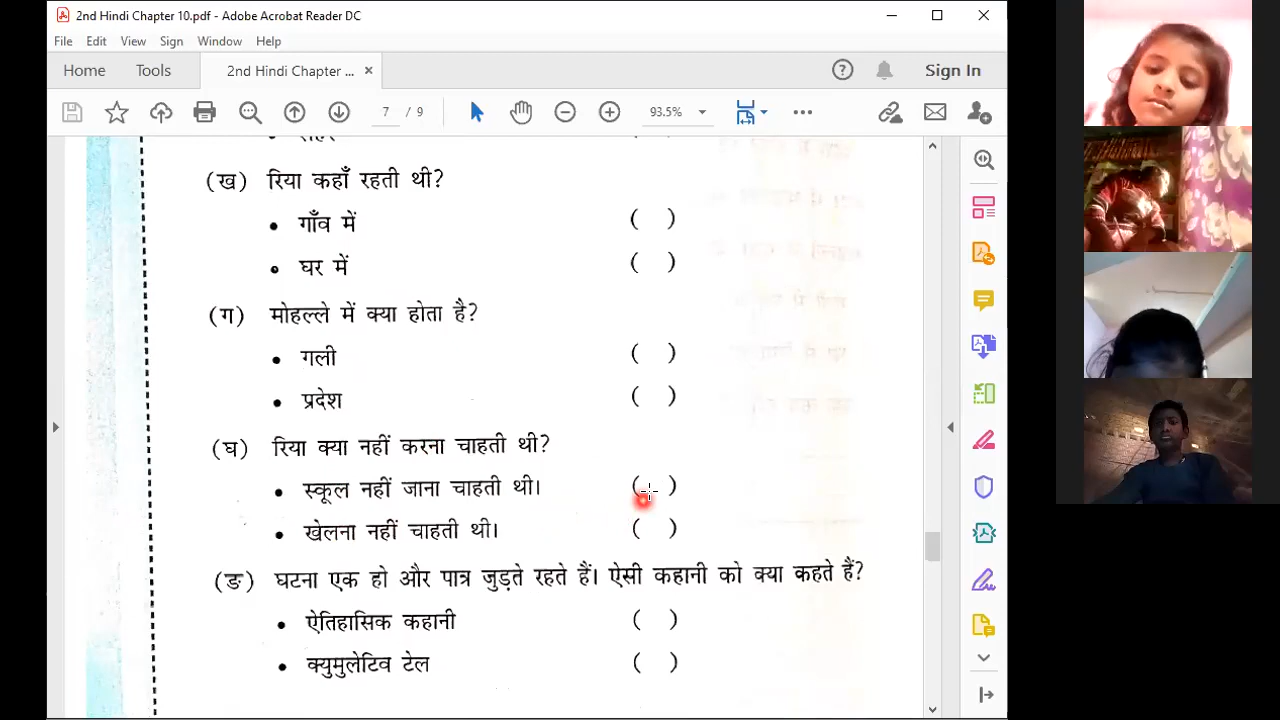 2nd Hindi Chapter 10.pdf - Adobe Acrobat Reader DC
File Edit View Sign Window Help
Home Tools 2nd Hindi Chapter ... × Sign In
7 / 9 93.5%
(ख) रिया कहाँ रहती थी?
• गाँव में ( )
• घर में ( )
(ग) मोहल्ले में क्या होता है?
• गली ( )
• प्रदेश ( )
(घ) रिया क्या नहीं करना चाहती थी?
• स्कूल नहीं जाना चाहती थी। ( )
• खेलना नहीं चाहती थी। ( )
(ङ) घटना एक हो और पात्र जुड़ते रहते हैं। ऐसी कहानी को क्या कहते हैं?
• ऐतिहासिक कहानी ( )
• क्युमुलेटिव टेल ( )